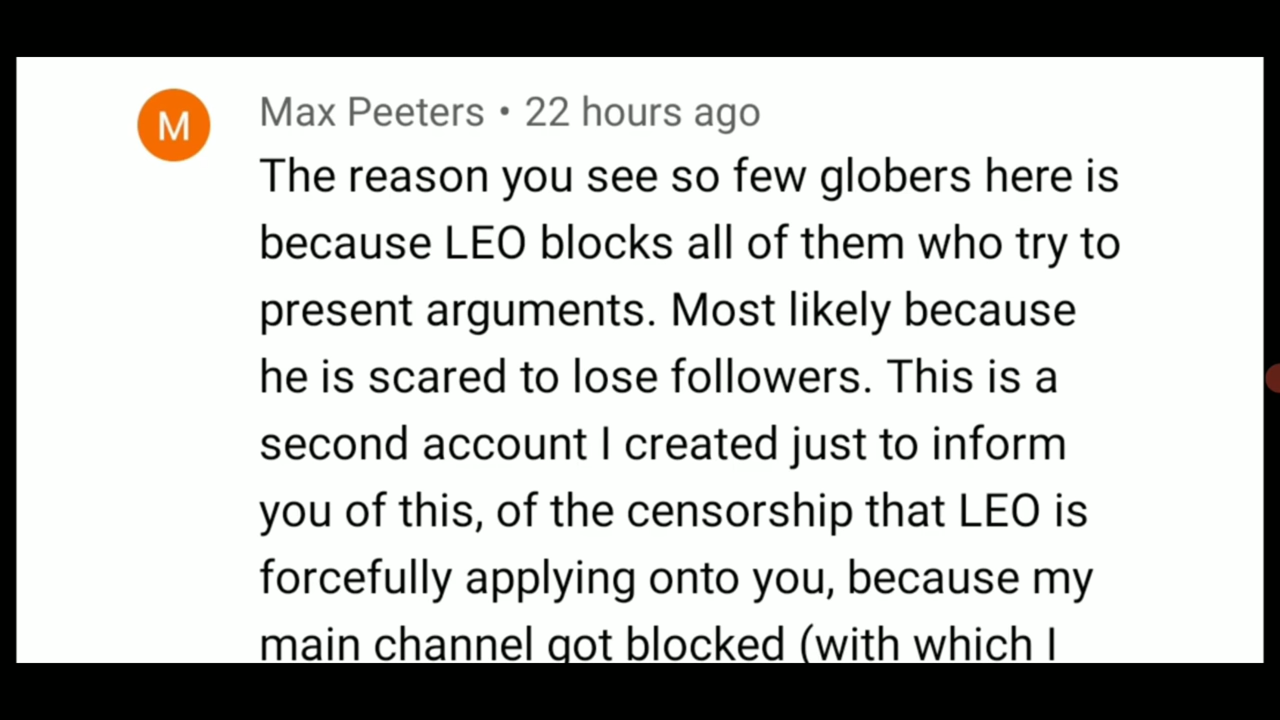 M
Max Peeters • 22 hours ago
The reason you see so few globers here is
because LEO blocks all of them who try to
present arguments. Most likely because
he is scared to lose followers. This is a
second account I created just to inform
you of this, of the censorship that LEO is
forcefully applying onto you, because my
main channel got blocked (with which I